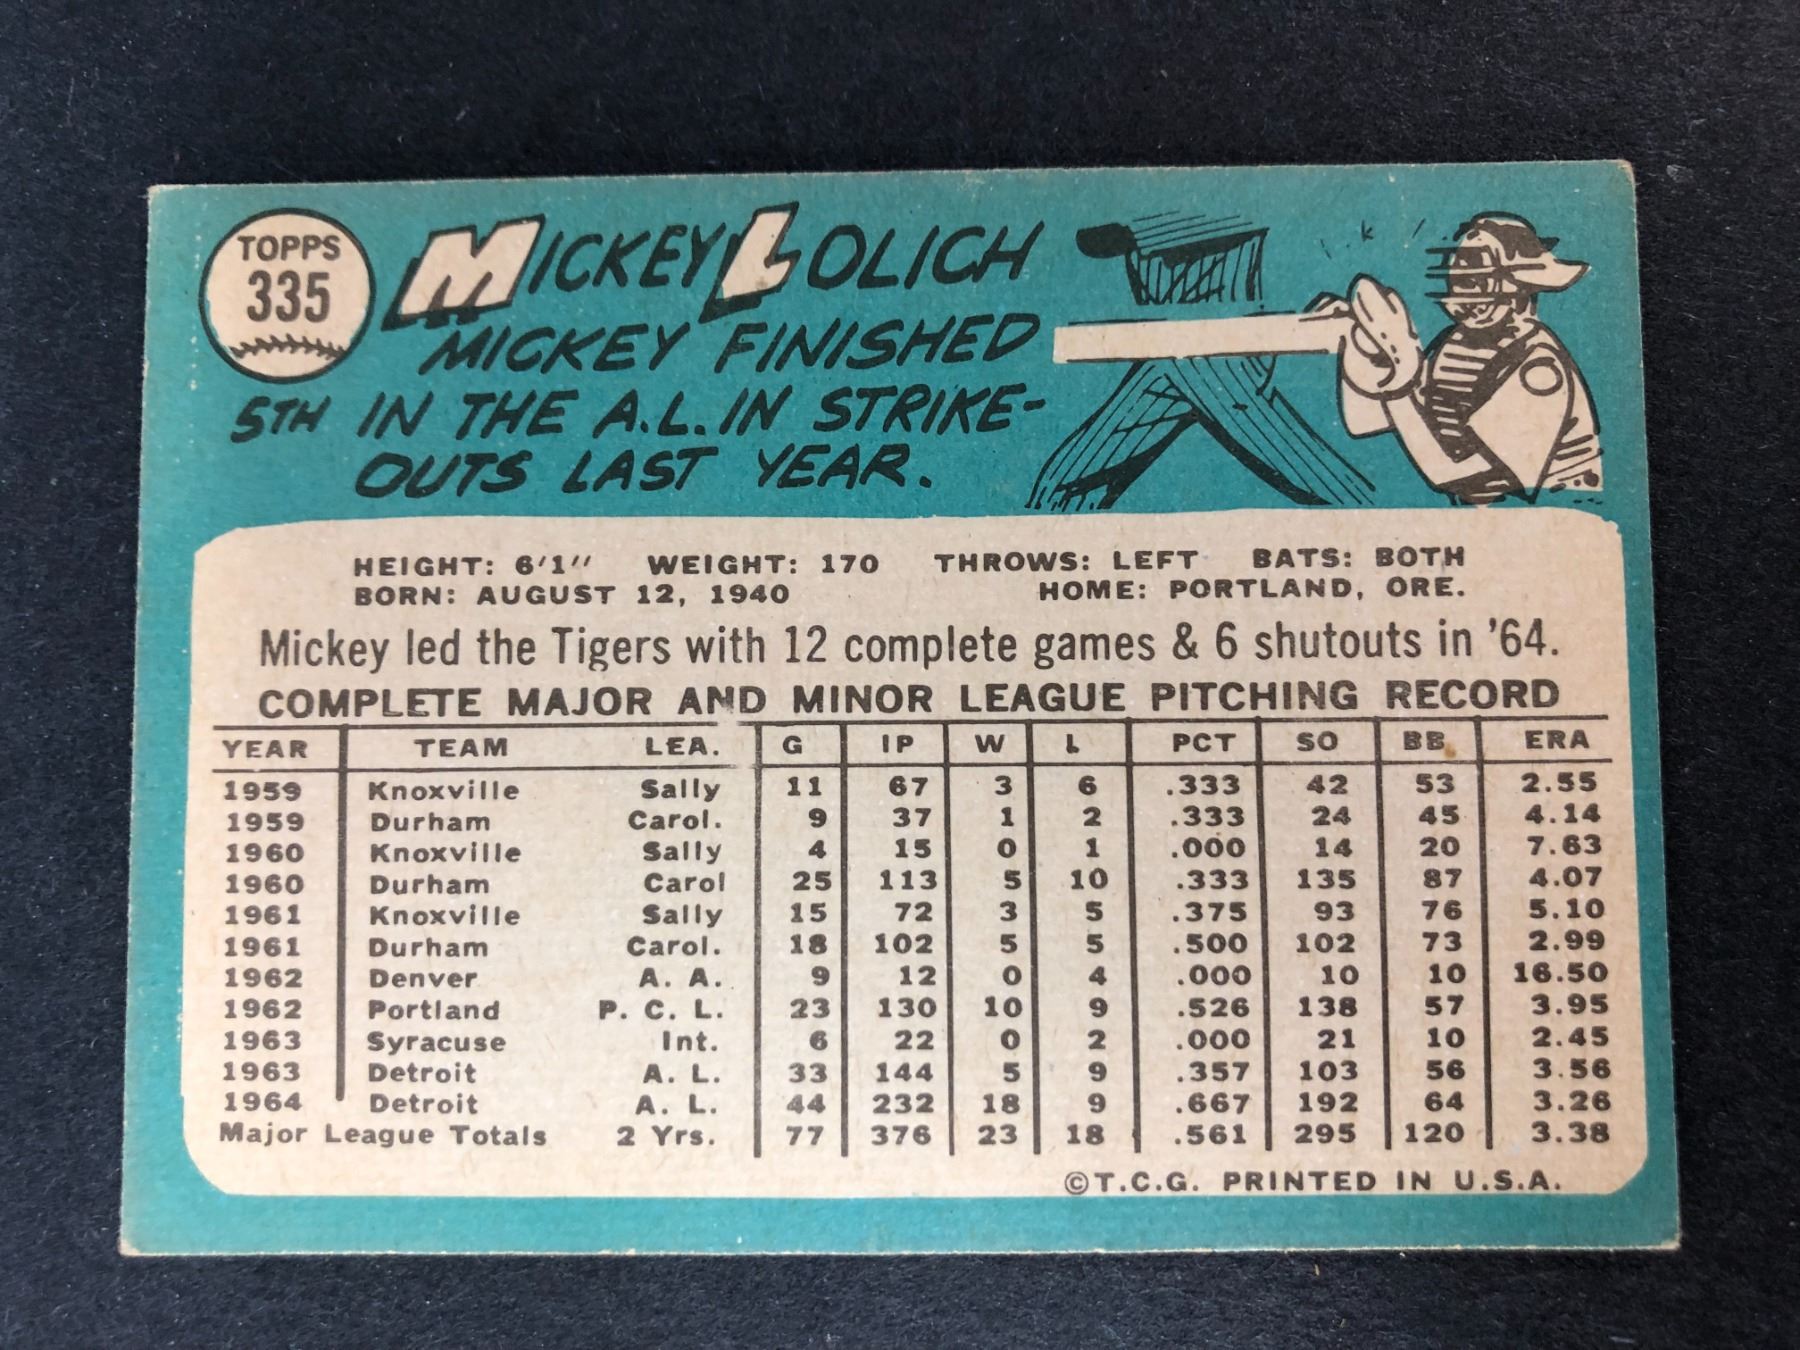 TOPPS
335
MICKEY LOLICH
MICKEY FINISHED
5TH IN THE A.L. IN STRIKE-
OUTS LAST YEAR.
HEIGHT: 6'1" WEIGHT: 170 THROWS: LEFT BATS: BOTH
BORN: AUGUST 12, 1940 HOME: PORTLAND, ORE.
Mickey led the Tigers with 12 complete games & 6 shutouts in '64.
COMPLETE MAJOR AND MINOR LEAGUE PITCHING RECORD
YEAR TEAM LEA. G IP W L PCT SO BB ERA
1959 Knoxville Sally 11 67 3 6 .333 42 53 2.55
1959 Durham Carol. 9 37 1 2 .333 24 45 4.14
1960 Knoxville Sally 4 15 0 1 .000 14 20 7.63
1960 Durham Carol 25 113 5 10 .333 135 87 4.07
1961 Knoxville Sally 15 72 3 5 .375 93 76 5.10
1961 Durham Carol. 18 102 5 5 .500 102 73 2.99
1962 Denver A. A. 9 12 0 4 .000 10 10 16.50
1962 Portland P. C. L. 23 130 10 9 .526 138 57 3.95
1963 Syracuse Int. 6 22 0 2 .000 21 10 2.45
1963 Detroit A. L. 33 144 5 9 .357 103 56 3.56
1964 Detroit A. L. 44 232 18 9 .667 192 64 3.26
Major League Totals 2 Yrs. 77 376 23 18 .561 295 120 3.38
©T.C.G. PRINTED IN U.S.A.